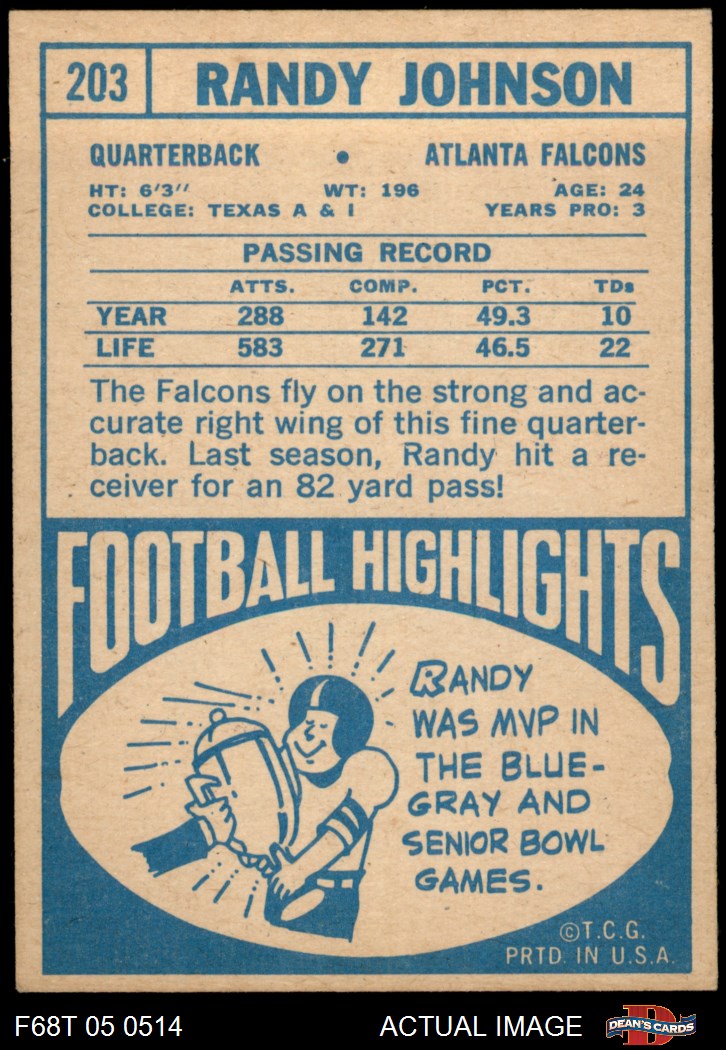 203 RANDY JOHNSON
QUARTERBACK • ATLANTA FALCONS
HT: 6'3" WT: 196 AGE: 24
COLLEGE: TEXAS A & I YEARS PRO: 3
PASSING RECORD
ATTS. COMP. PCT. TDs
YEAR 288 142 49.3 10
LIFE 583 271 46.5 22
The Falcons fly on the strong and ac-
curate right wing of this fine quarter-
back. Last season, Randy hit a re-
ceiver for an 82 yard pass!
FOOTBALL HIGHLIGHTS
RANDY
WAS MVP IN
THE BLUE-
GRAY AND
SENIOR BOWL
GAMES.
©T.C.G.
PRTD. IN U.S.A.
F68T 05 0514 ACTUAL IMAGE D DEAN'S CARDS